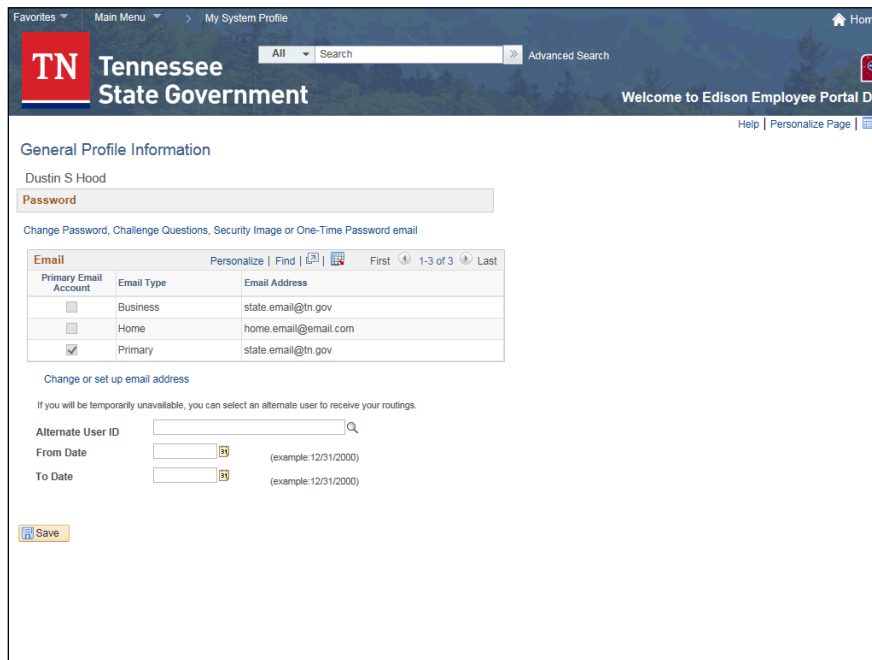 Favorites Main Menu > My System Profile
Home
TN Tennessee State Government
All Search » Advanced Search
Welcome to Edison Employee Portal D
Help | Personalize Page |
General Profile Information
Dustin S Hood
Password
Change Password, Challenge Questions, Security Image or One-Time Password email
Email Personalize | Find | | First 1-3 of 3 Last
Primary Email Account Email Type Email Address
Business state.email@tn.gov
Home home.email@email.com
Primary state.email@tn.gov
Change or set up email address
If you will be temporarily unavailable, you can select an alternate user to receive your routings.
Alternate User ID
From Date 31 (example:12/31/2000)
To Date 31 (example:12/31/2000)
Save